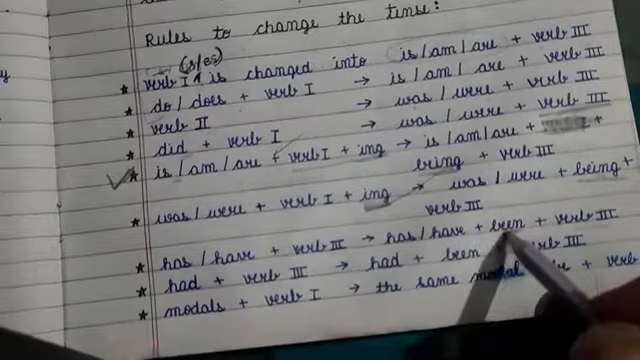 Rules to change the tense:
(s/es)
* verb I ^ is changed into is/am/are + verb III
* do/does + verb I → is/am/are + verb III
* verb II → was/were + verb III
* did + verb I → was/were + verb III
* is/am/are + verb I + ing → is/am/are + +
being + verb III
* was/were + verb I + ing → was/were + being +
verb III
* has/have + verb III → has/have + been + verb III
* had + verb III → had + been verb III
* modals + verb I → the same modal + verb